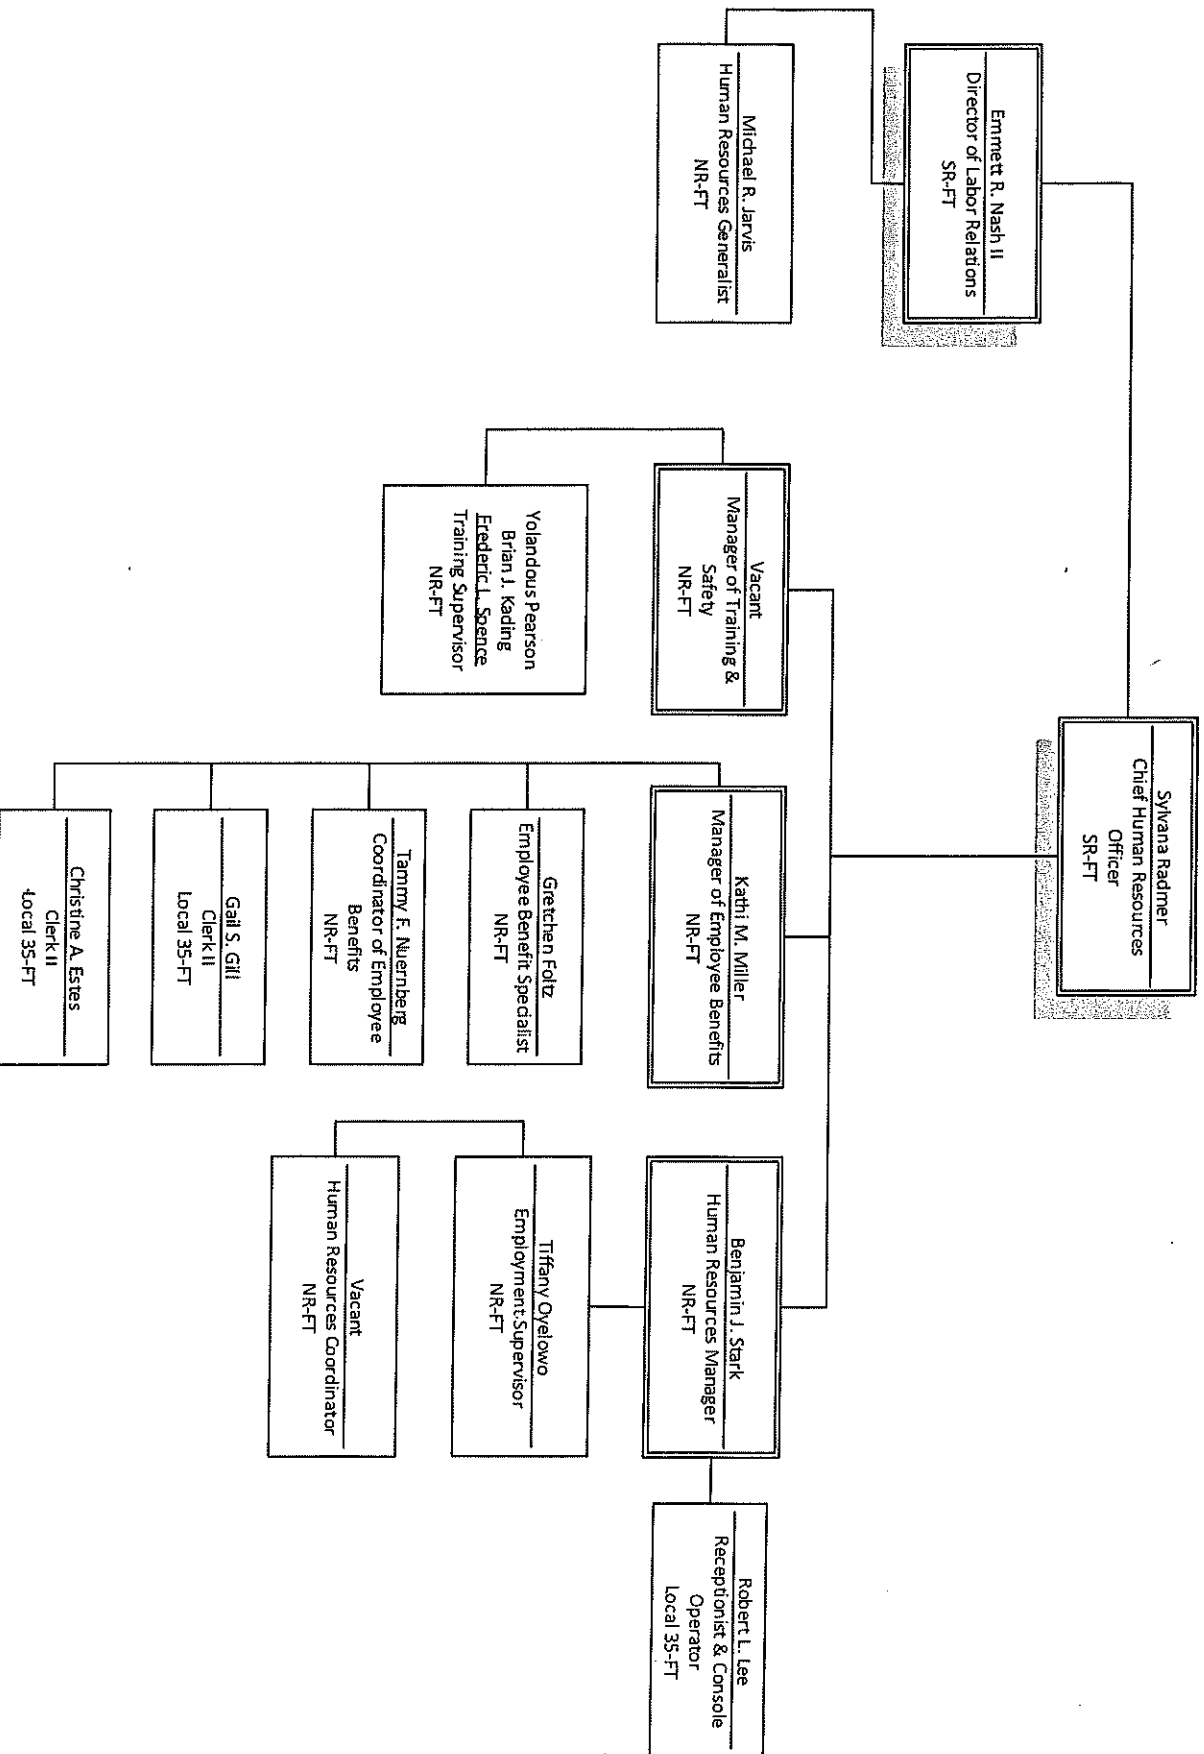 Sylvana Radmer
Chief Human Resources
Officer
SR-FT
Emmett R. Nash II
Director of Labor Relations
SR-FT
Michael R. Jarvis
Human Resources Generalist
NR-FT
Vacant
Manager of Training &
Safety
NR-FT
Yolandous Pearson
Brian J. Kading
Frederic L. Spence
Training Supervisor
NR-FT
Kathi M. Miller
Manager of Employee Benefits
NR-FT
Gretchen Foltz
Employee Benefit Specialist
NR-FT
Tammy F. Nuernberg
Coordinator of Employee
Benefits
NR-FT
Gail S. Gill
Clerk II
Local 35-FT
Christine A. Estes
Clerk II
Local 35-FT
Benjamin J. Stark
Human Resources Manager
NR-FT
Tiffany Oyelowo
Employment Supervisor
NR-FT
Vacant
Human Resources Coordinator
NR-FT
Robert L. Lee
Receptionist & Console
Operator
Local 35-FT